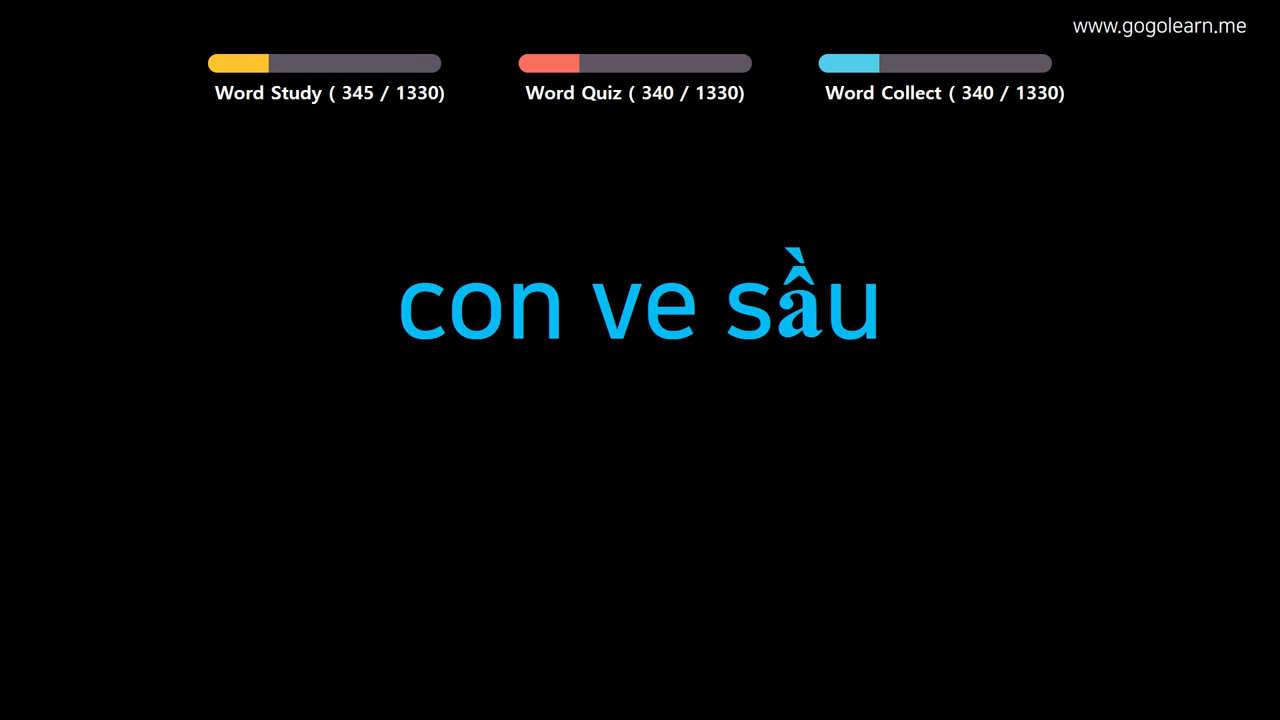 www.gogolearn.me
Word Study ( 345 / 1330)
Word Quiz ( 340 / 1330)
Word Collect ( 340 / 1330)
con ve sầu